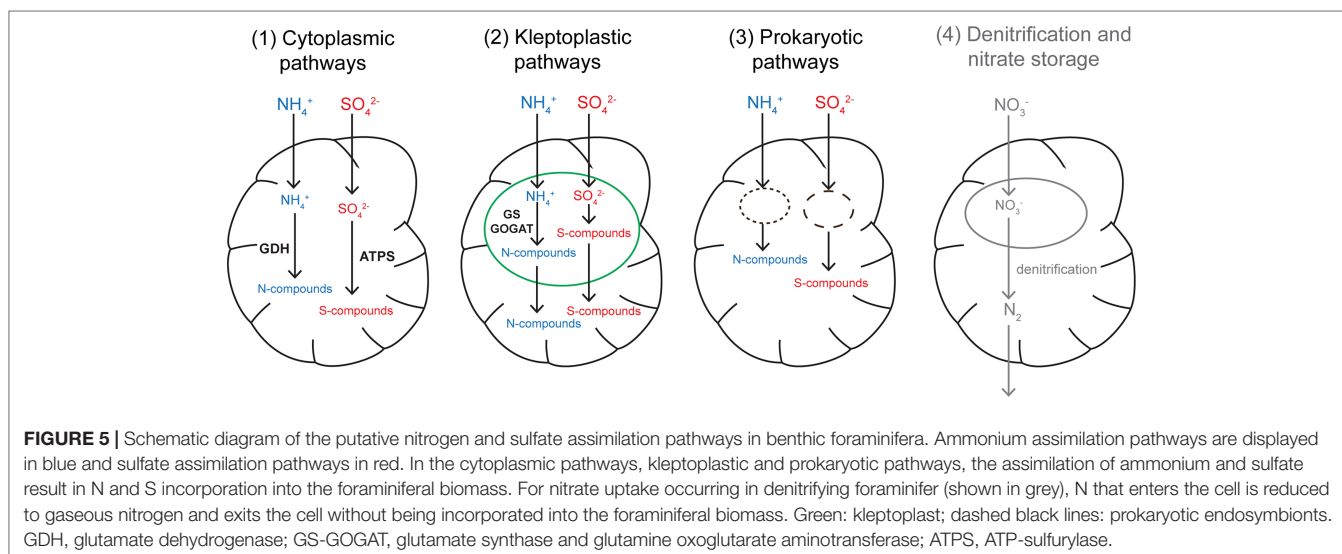 (1) Cytoplasmic
pathways
(2) Kleptoplastic
pathways
(3) Prokaryotic
pathways
(4) Denitrification and
nitrate storage
NH₄⁺ SO₄²⁻
NH₄⁺ SO₄²⁻
NH₄⁺ SO₄²⁻
NO₃⁻
NH₄⁺
SO₄²⁻
GDH
ATPS
N-compounds
S-compounds
NH₄⁺
SO₄²⁻
GS
GOGAT
S-compounds
N-compounds
S-compounds
N-compounds
N-compounds
S-compounds
NO₃⁻
denitrification
N₂
FIGURE 5 | Schematic diagram of the putative nitrogen and sulfate assimilation pathways in benthic foraminifera. Ammonium assimilation pathways are displayed
in blue and sulfate assimilation pathways in red. In the cytoplasmic pathways, kleptoplastic and prokaryotic pathways, the assimilation of ammonium and sulfate
result in N and S incorporation into the foraminiferal biomass. For nitrate uptake occurring in denitrifying foraminifer (shown in grey), N that enters the cell is reduced
to gaseous nitrogen and exits the cell without being incorporated into the foraminiferal biomass. Green: kleptoplast; dashed black lines: prokaryotic endosymbionts.
GDH, glutamate dehydrogenase; GS-GOGAT, glutamate synthase and glutamine oxoglutarate aminotransferase; ATPS, ATP-sulfurylase.